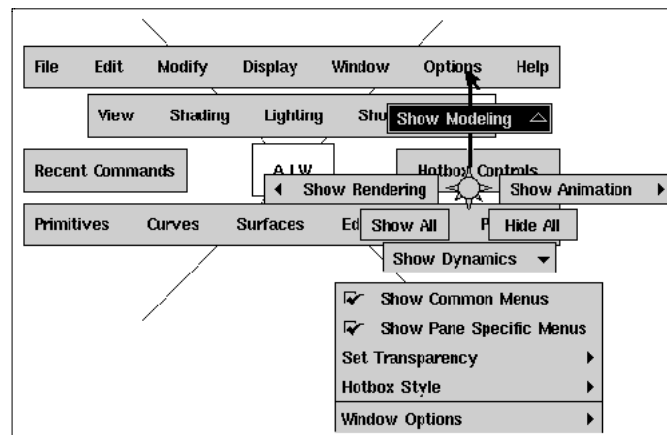 File Edit Modify Display Window Options Help
View Shading Lighting
Show Modeling
Recent Commands
A|W
Hotbox Controls
Show Rendering
Show Animation
Primitives Curves Surfaces
Show All
Hide All
Show Dynamics
Show Common Menus
Show Pane Specific Menus
Set Transparency
Hotbox Style
Window Options